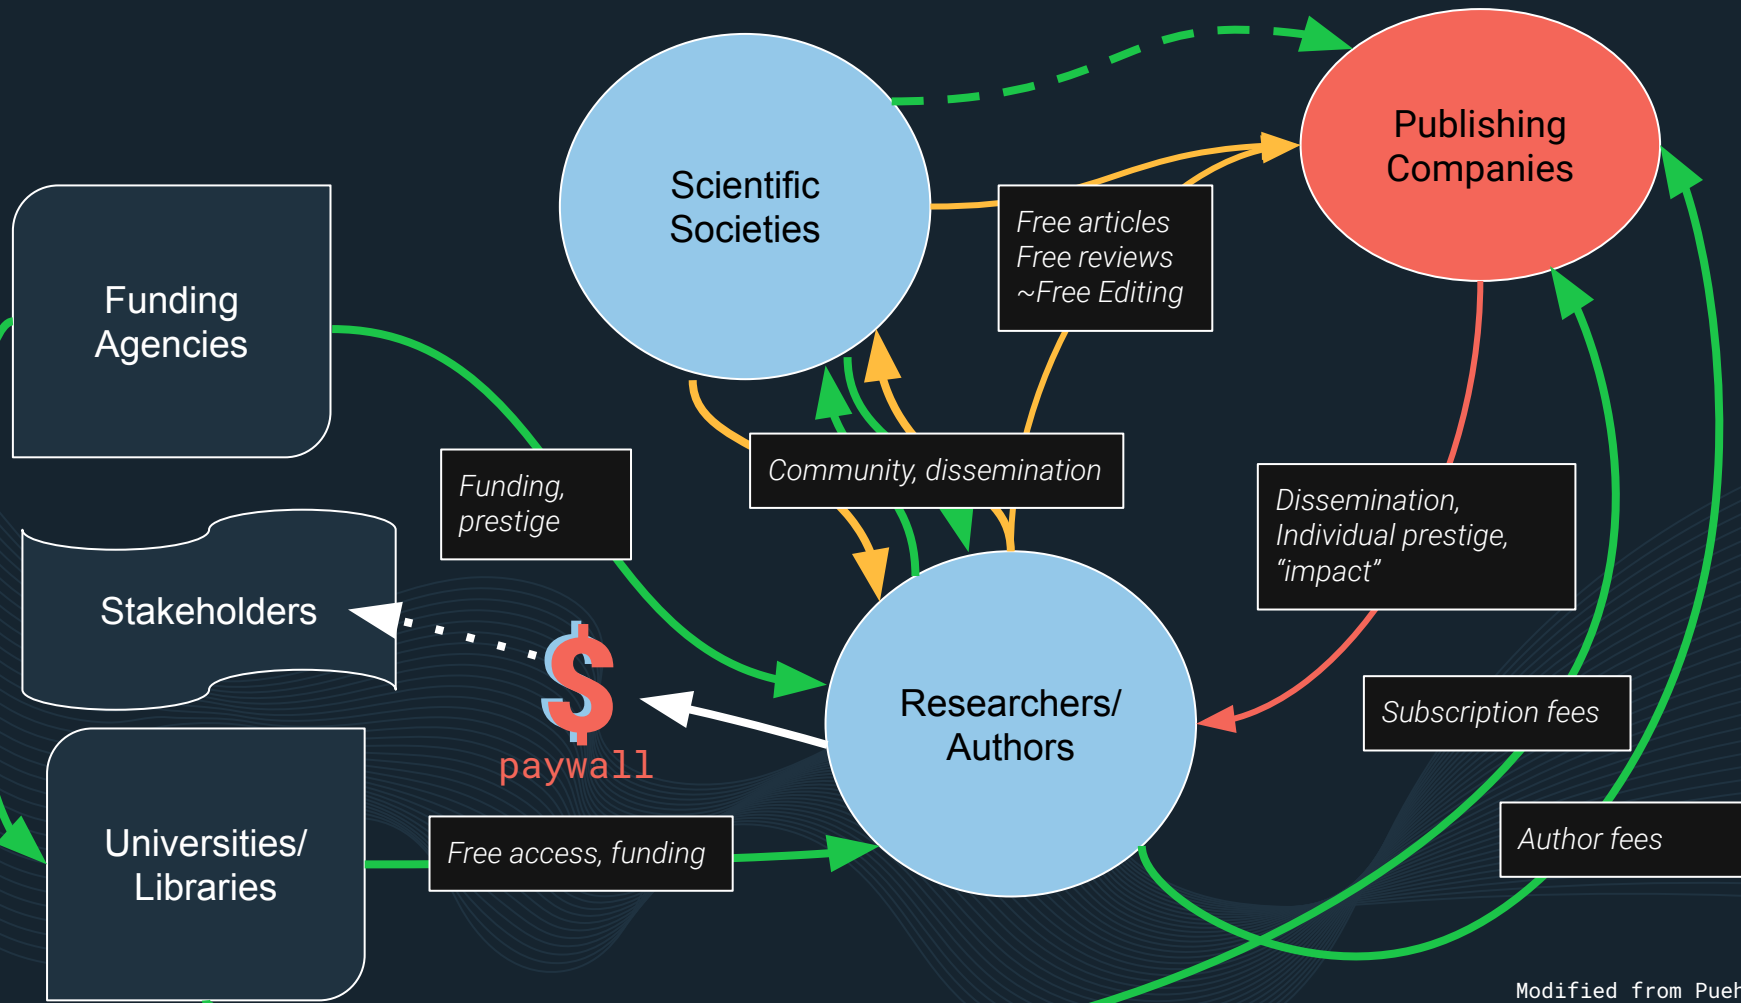 Publishing
Companies
Scientific
Societies
Free articles
Free reviews
~Free Editing
Funding
Agencies
Community, dissemination
Funding,
prestige
Dissemination,
Individual prestige,
“impact”
Stakeholders
$
paywall
Researchers/
Authors
Subscription fees
Universities/
Libraries
Free access, funding
Author fees
Modified from